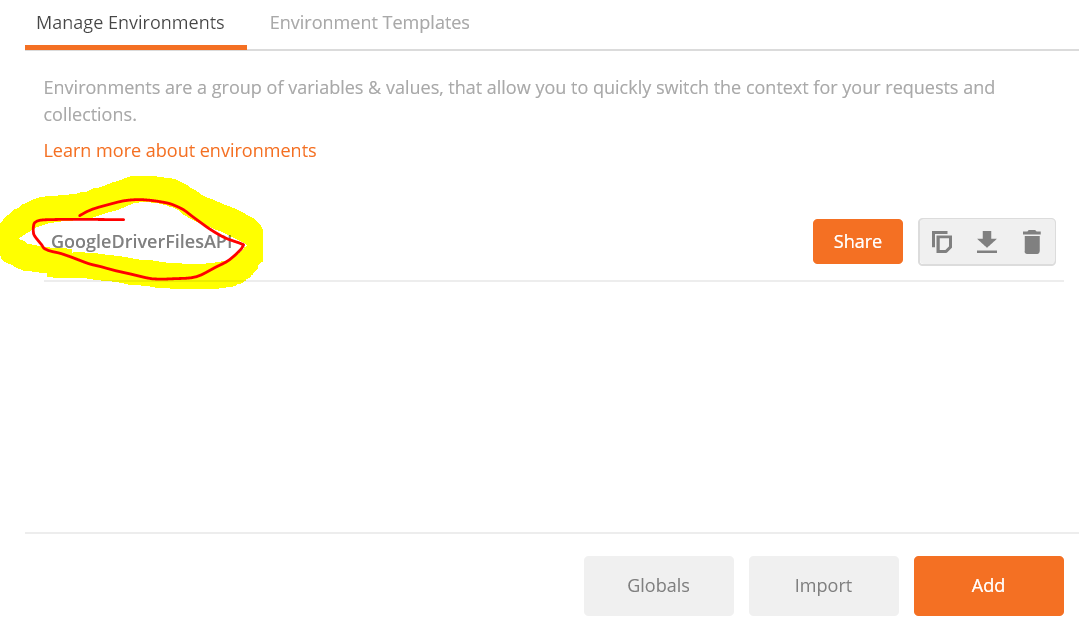 Manage Environments Environment Templates
Environments are a group of variables & values, that allow you to quickly switch the context for your requests and
collections.
Learn more about environments
GoogleDriverFilesAPI Share
Globals Import Add